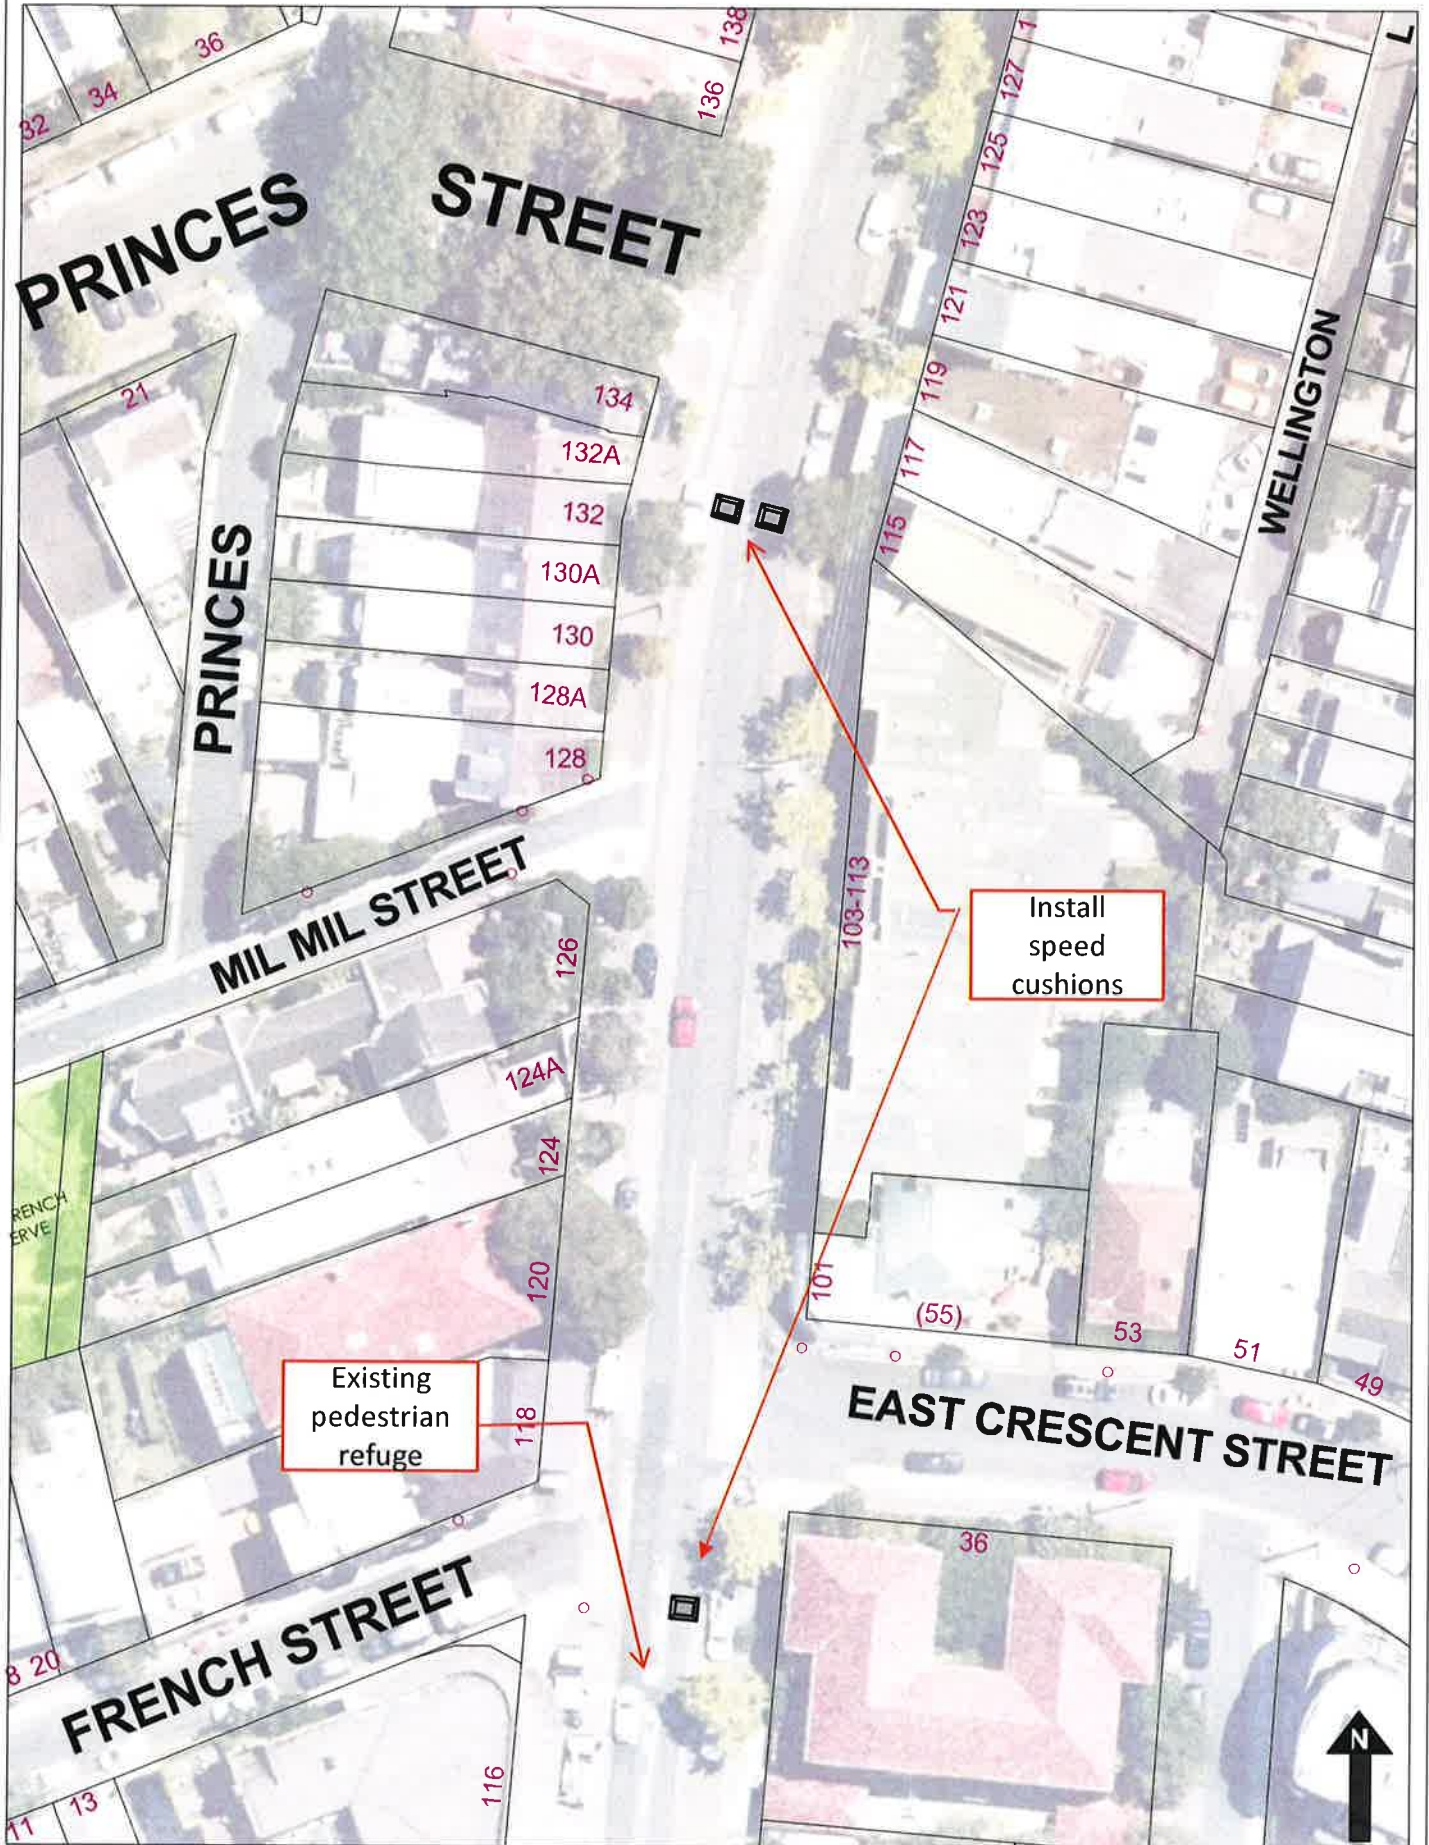 36
34
32
138
136
1
127
125
123
121
119
117
115
L
PRINCES
STREET
21
134
132A
132
130A
130
128A
128
PRINCES
WELLINGTON
MIL MIL STREET
103-113
Install
speed
cushions
126
124A
124
120
118
RENCH
ERVE
101
(55)
53
51
49
Existing
pedestrian
refuge
EAST CRESCENT STREET
36
8 20
FRENCH STREET
116
13
11
N